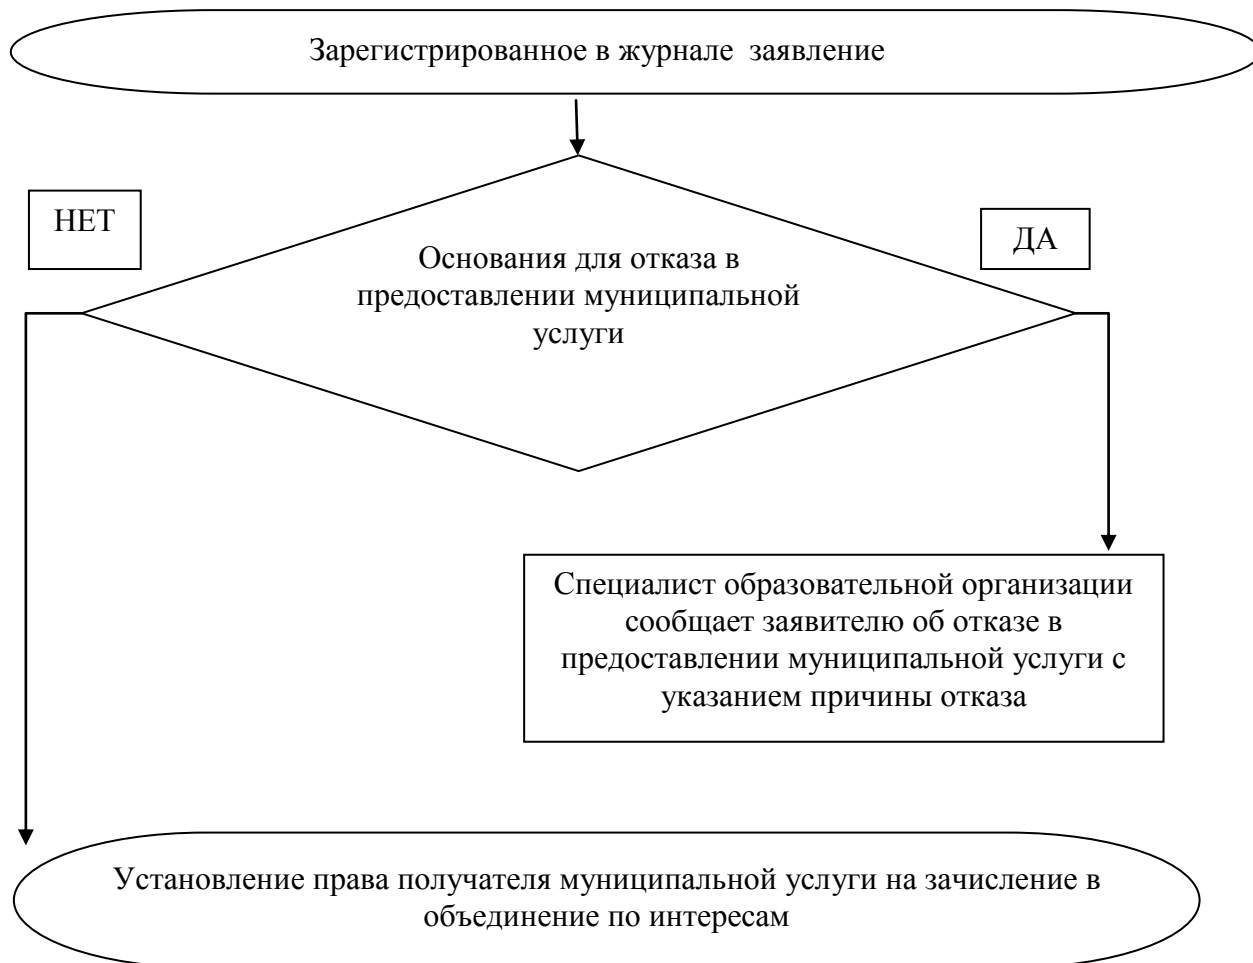 Зарегистрированное в журнале  заявление
НЕТ
ДА
Основания для отказа в
предоставлении муниципальной
услуги
Специалист образовательной организации
сообщает заявителю об отказе в
предоставлении муниципальной услуги с
указанием причины отказа
Установление права получателя муниципальной услуги на зачисление в
объединение по интересам